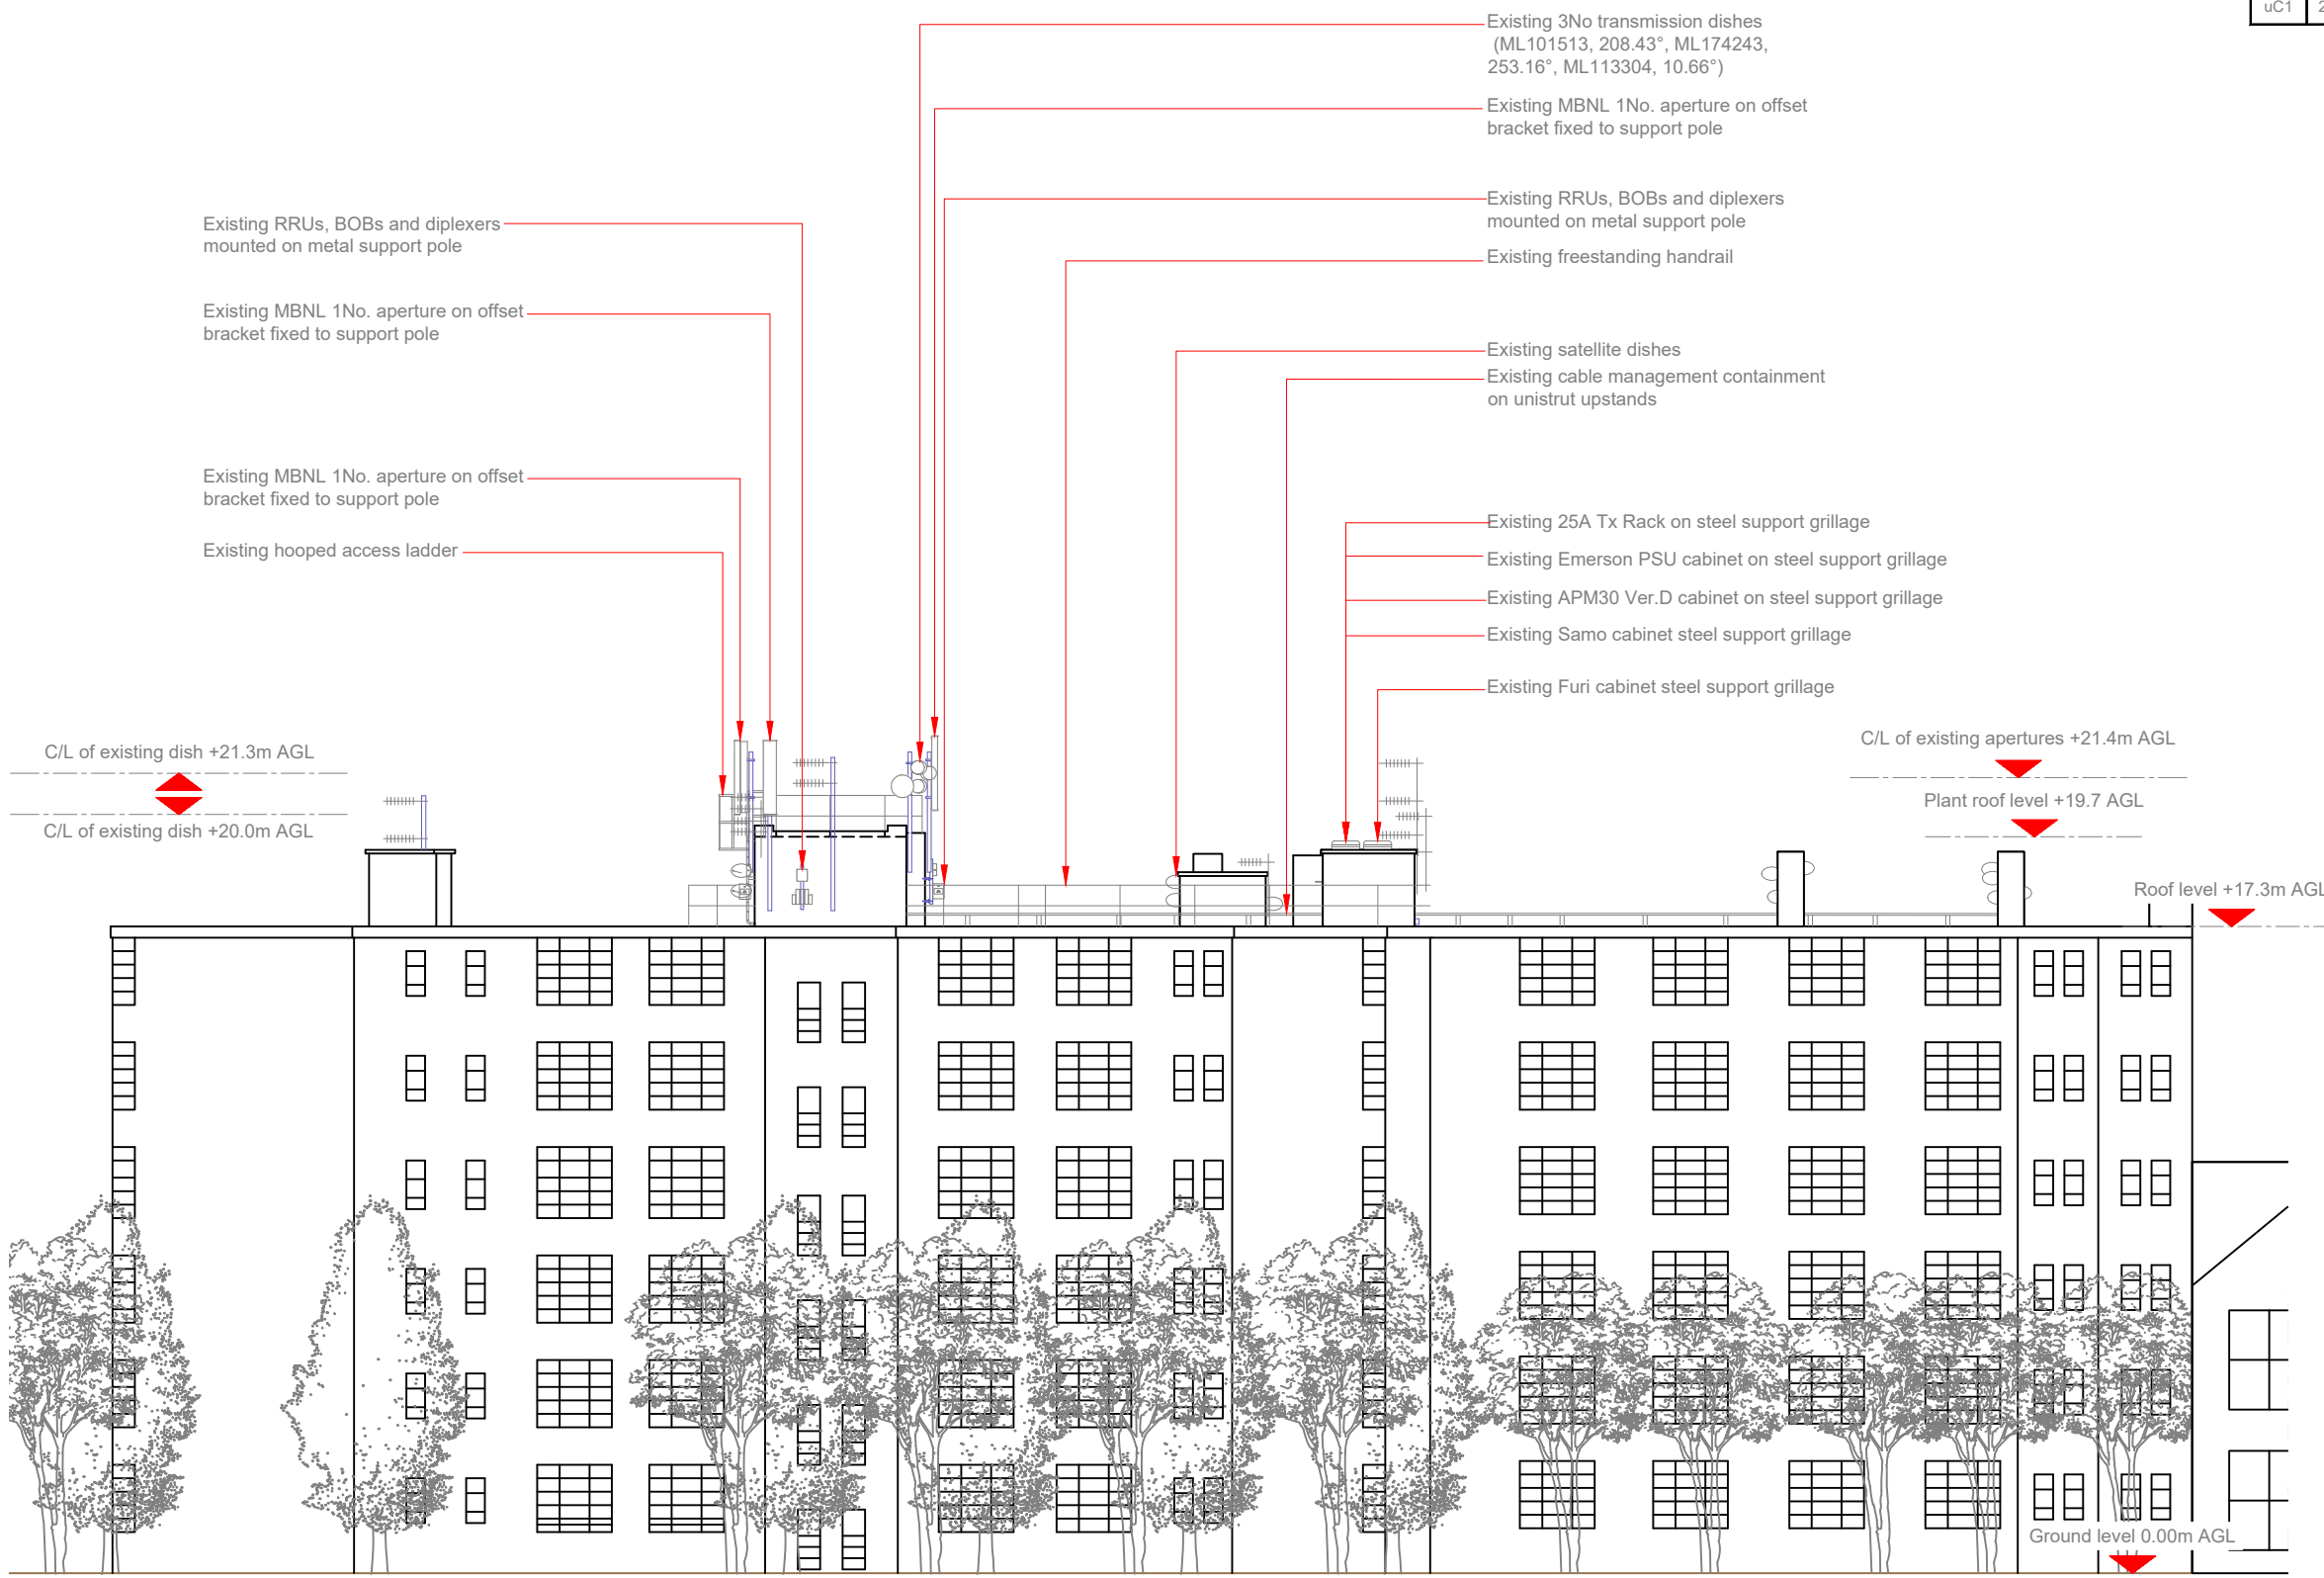 uC1
Existing 3No transmission dishes
(ML101513, 208.43°, ML174243,
253.16°, ML113304, 10.66°)
Existing MBNL 1No. aperture on offset
bracket fixed to support pole
Existing RRUs, BOBs and diplexers
mounted on metal support pole
Existing freestanding handrail
Existing satellite dishes
Existing cable management containment
on unistrut upstands
Existing 25A Tx Rack on steel support grillage
Existing Emerson PSU cabinet on steel support grillage
Existing APM30 Ver.D cabinet on steel support grillage
Existing Samo cabinet steel support grillage
Existing Furi cabinet steel support grillage
Existing RRUs, BOBs and diplexers
mounted on metal support pole
Existing MBNL 1No. aperture on offset
bracket fixed to support pole
Existing MBNL 1No. aperture on offset
bracket fixed to support pole
Existing hooped access ladder
C/L of existing dish +21.3m AGL
C/L of existing dish +20.0m AGL
C/L of existing apertures +21.4m AGL
Plant roof level +19.7 AGL
Roof level +17.3m AGL
Ground level 0.00m AGL